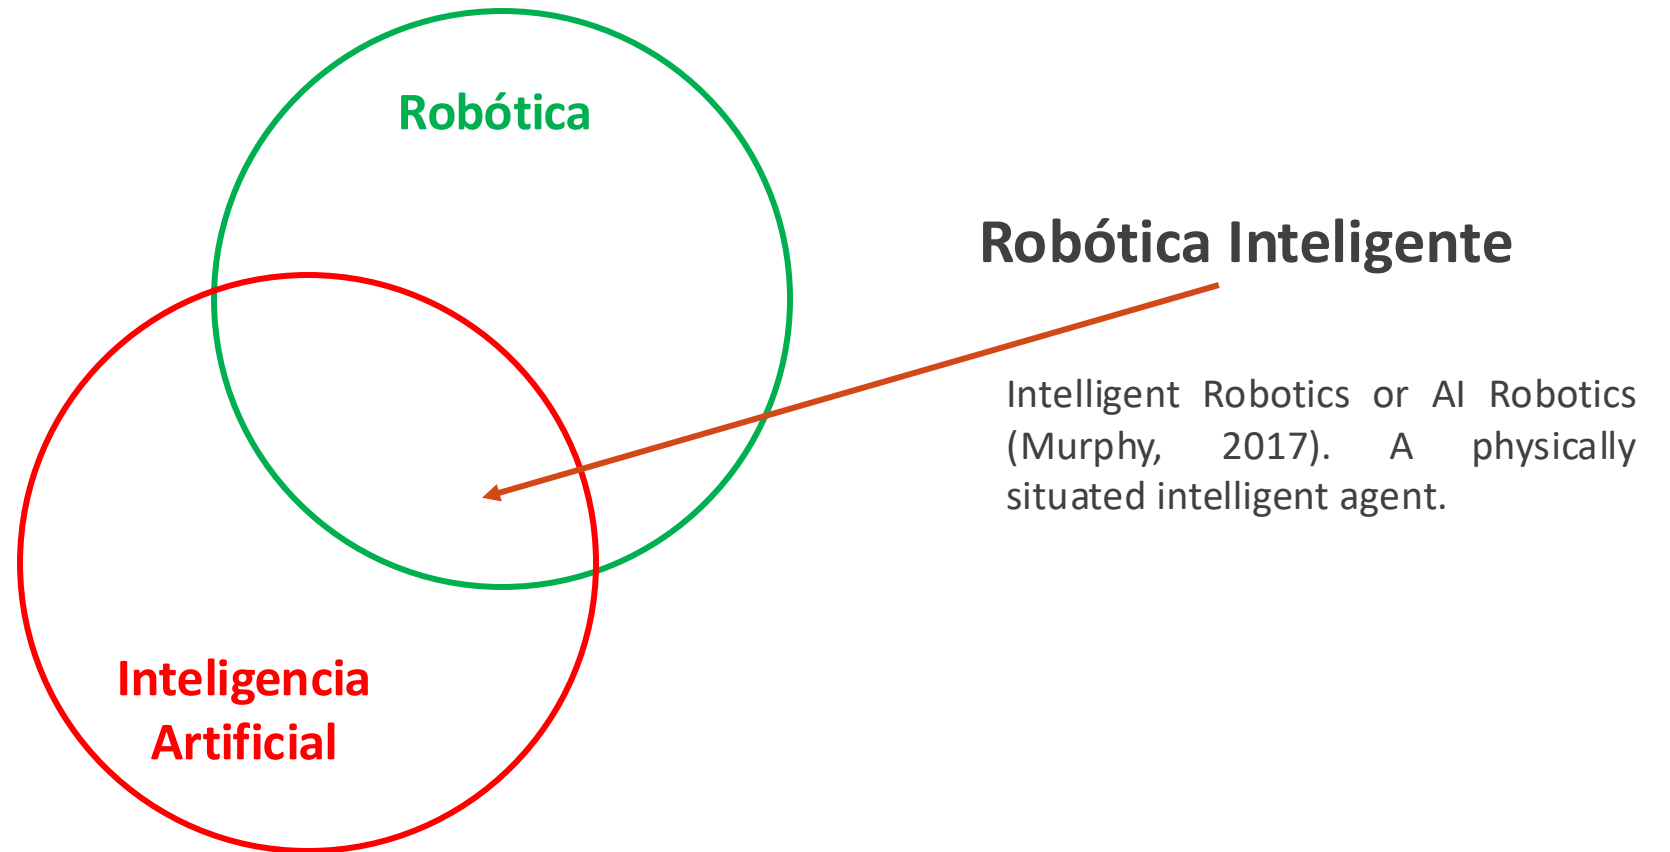 Robótica
Robótica Inteligente
Intelligent Robotics or AI Robotics
(Murphy, 2017). A physically
situated intelligent agent.
Inteligencia
Artificial